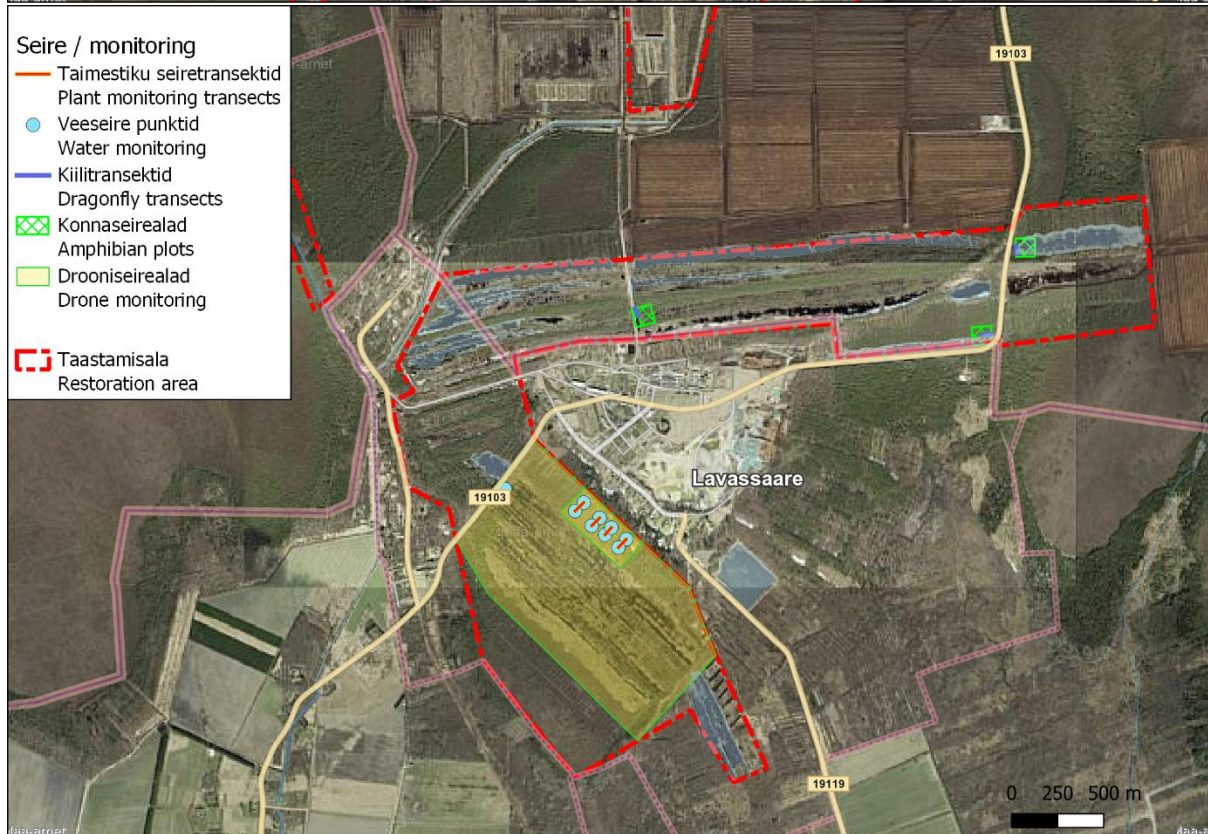 Seire / monitoring
Taimestiku seiretransektid
Plant monitoring transects
Veeseire punktid
Water monitoring
Kiilitransektid
Dragonfly transects
Konnaseirealad
Amphibian plots
Drooniseirealad
Drone monitoring
Taastamisala
Restoration area
19103
Lavassaare
19103
19119
0 250 500 m